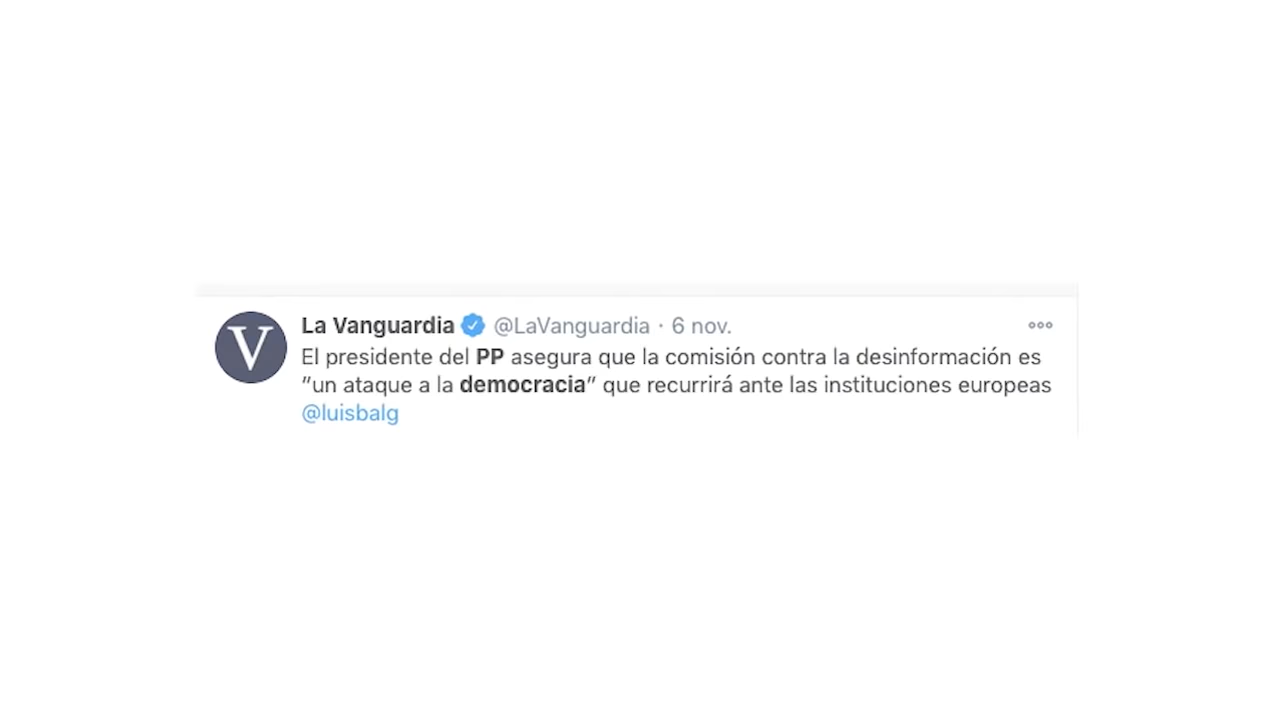 V
La Vanguardia @LaVanguardia · 6 nov.
El presidente del PP asegura que la comisión contra la desinformación es
"un ataque a la democracia" que recurrirá ante las instituciones europeas
@luisbalg